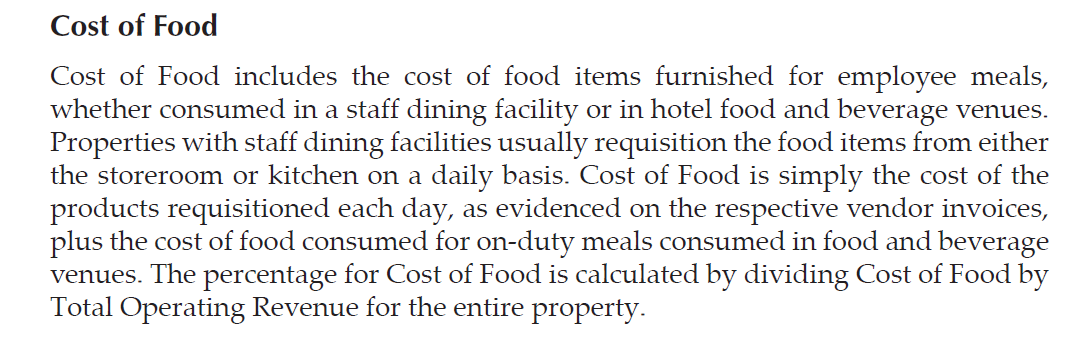 Cost of Food
Cost of Food includes the cost of food items furnished for employee meals,
whether consumed in a staff dining facility or in hotel food and beverage venues.
Properties with staff dining facilities usually requisition the food items from either
the storeroom or kitchen on a daily basis. Cost of Food is simply the cost of the
products requisitioned each day, as evidenced on the respective vendor invoices,
plus the cost of food consumed for on-duty meals consumed in food and beverage
venues. The percentage for Cost of Food is calculated by dividing Cost of Food by
Total Operating Revenue for the entire property.